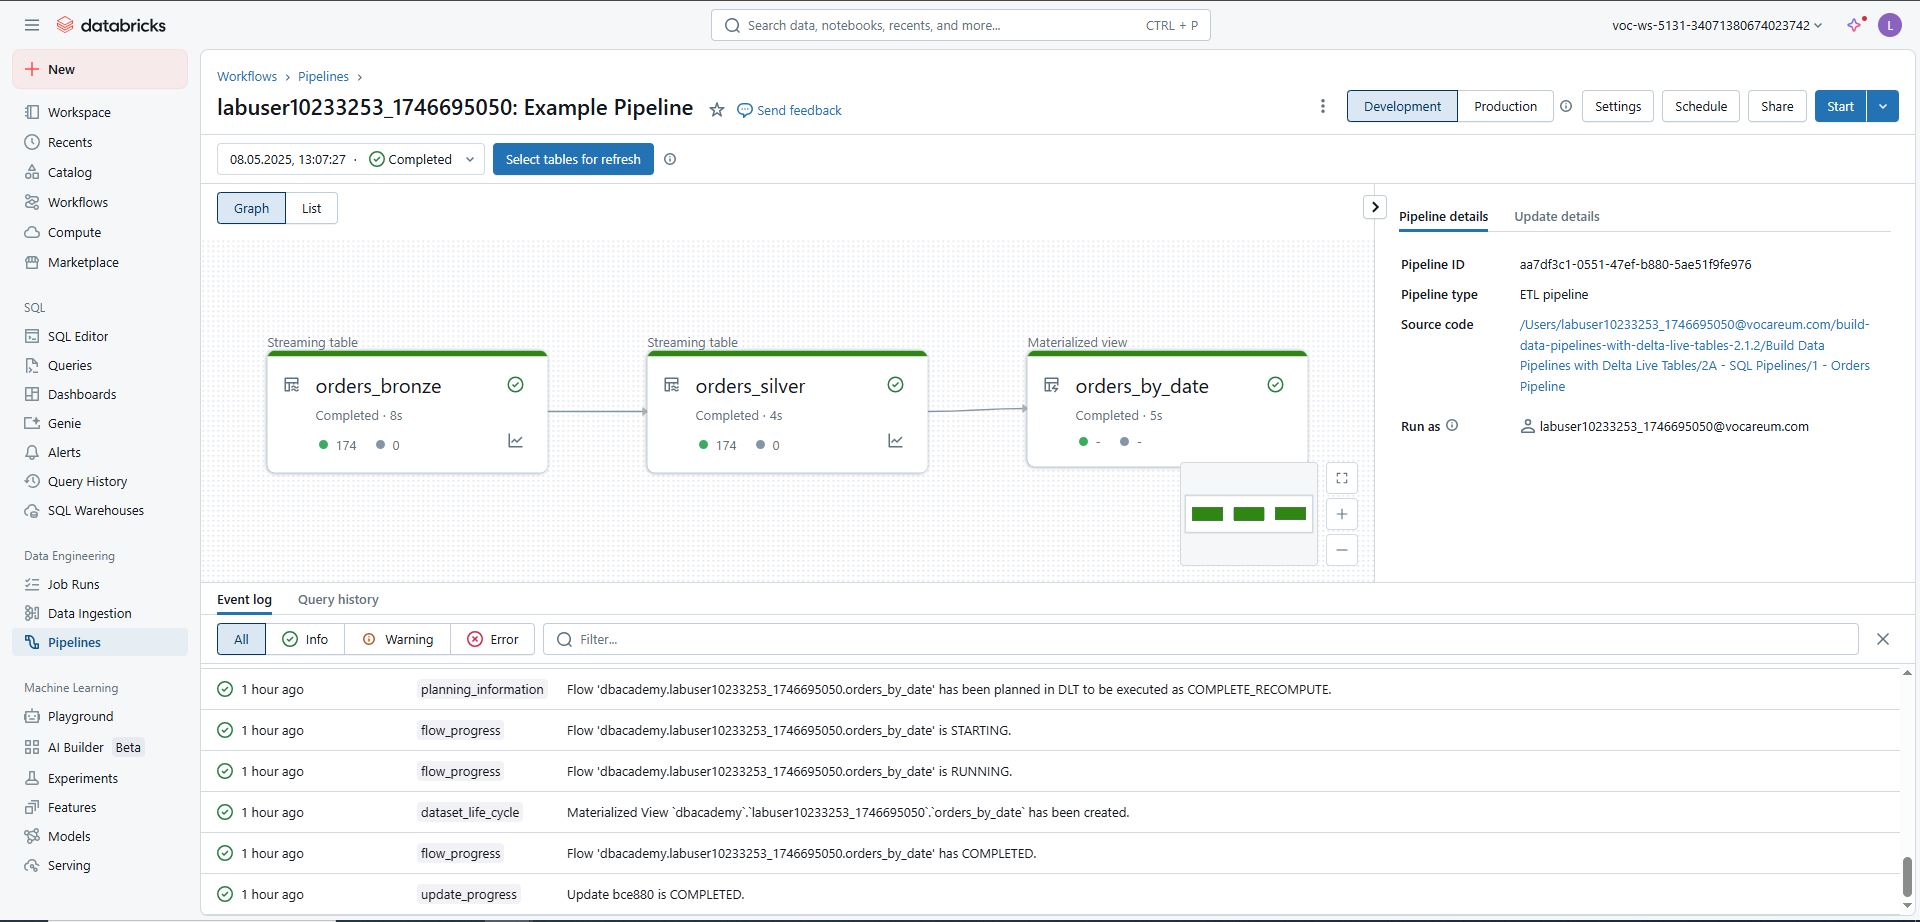 databricks
Search data, notebooks, recents, and more...
CTRL + P
voc-ws-5131-34071380674023742
L
New
Workspace
Recents
Catalog
Workflows
Compute
Marketplace
SQL
SQL Editor
Queries
Dashboards
Genie
Alerts
Query History
SQL Warehouses
Data Engineering
Job Runs
Data Ingestion
Pipelines
Machine Learning
Playground
AI Builder Beta
Experiments
Features
Models
Serving
Workflows › Pipelines ›
labuser10233253_1746695050: Example Pipeline
Send feedback
Development
Production
Settings
Schedule
Share
Start
08.05.2025, 13:07:27 · Completed
Select tables for refresh
Graph
List
Streaming table
orders_bronze
Completed · 8s
174 0
Streaming table
orders_silver
Completed · 4s
174 0
Materialized view
orders_by_date
Completed · 5s
- -
Pipeline details
Update details
Pipeline ID aa7df3c1-0551-47ef-b880-5ae51f9fe976
Pipeline type ETL pipeline
Source code /Users/labuser10233253_1746695050@vocareum.com/build-
data-pipelines-with-delta-live-tables-2.1.2/Build Data
Pipelines with Delta Live Tables/2A - SQL Pipelines/1 - Orders
Pipeline
Run as labuser10233253_1746695050@vocareum.com
Event log
Query history
All
Info
Warning
Error
Filter...
1 hour ago planning_information Flow 'dbacademy.labuser10233253_1746695050.orders_by_date' has been planned in DLT to be executed as COMPLETE_RECOMPUTE.
1 hour ago flow_progress Flow 'dbacademy.labuser10233253_1746695050.orders_by_date' is STARTING.
1 hour ago flow_progress Flow 'dbacademy.labuser10233253_1746695050.orders_by_date' is RUNNING.
1 hour ago dataset_life_cycle Materialized View `dbacademy`.`labuser10233253_1746695050`.`orders_by_date` has been created.
1 hour ago flow_progress Flow 'dbacademy.labuser10233253_1746695050.orders_by_date' has COMPLETED.
1 hour ago update_progress Update bce880 is COMPLETED.